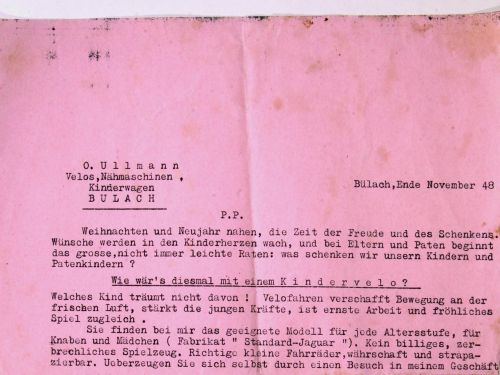 O. Ullmann
Velos,Nähmaschinen,
Kinderwagen
BULACH
Bülach,Ende November 48
P.P.
Weihnachten und Neujahr nahen, die Zeit der Freude und des Schenkens.
Wünsche werden in den Kinderherzen wach, und bei Eltern und Paten beginnt
das grosse,nicht immer leichte Raten: was schenken wir unsern Kindern und
Patenkindern ?
Wie wär's diesmal mit einem Kindervelo?
Welches Kind träumt nicht davon ! Velofahren verschafft Bewegung an der
frischen Luft, stärkt die jungen Kräfte, ist ernste Arbeit und fröhliches
Spiel zugleich .
Sie finden bei mir das geeignete Modell für jede Altersstufe, für
Knaben und Mädchen ( Fabrikat " Standard-Jaguar "). Kein billiges, zer-
brechliches Spielzeug. Richtige kleine Fahrräder,währschaft und strapa-
zierbar. Ueberzeugen Sie sich selbst durch einen Besuch in meinem Geschäft